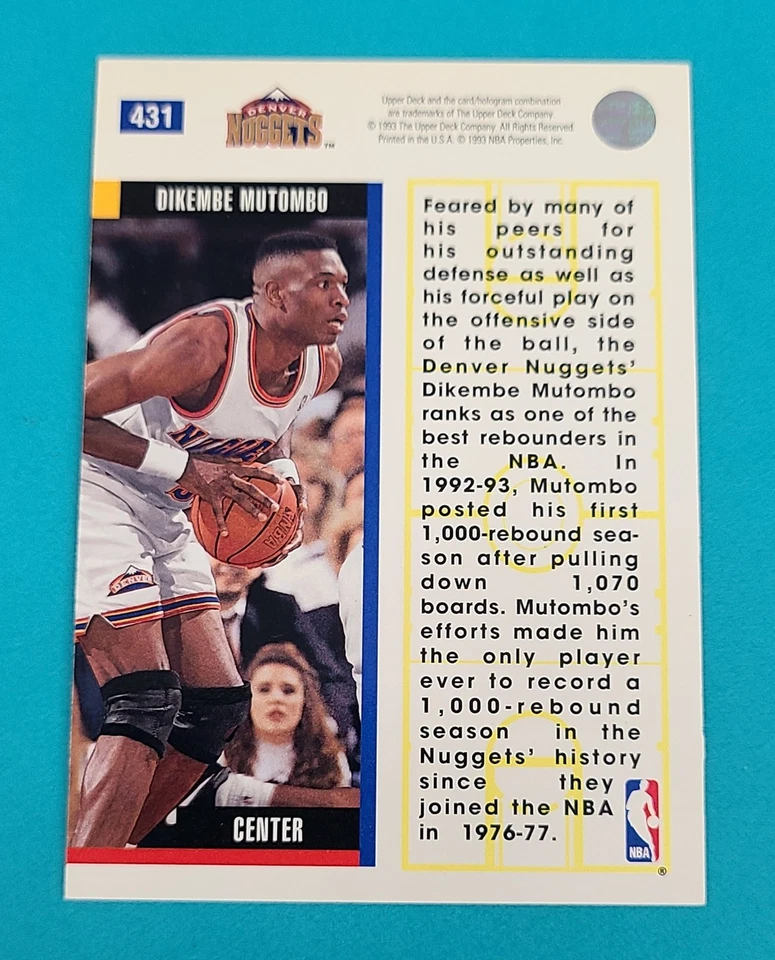 431
DENVER
NUGGETS™
Upper Deck and the card/hologram combination
are trademarks of The Upper Deck Company.
© 1993 The Upper Deck Company. All Rights Reserved.
Printed in the U.S.A. © 1993 NBA Properties, Inc.
DIKEMBE MUTOMBO
NUGGETS
DENVER
CENTER
Feared by many of
his peers for
his outstanding
defense as well as
his forceful play on
the offensive side
of the ball, the
Denver Nuggets'
Dikembe Mutombo
ranks as one of the
best rebounders in
the NBA. In
1992-93, Mutombo
posted his first
1,000-rebound sea-
son after pulling
down 1,070
boards. Mutombo's
efforts made him
the only player
ever to record a
1,000-rebound
season in the
Nuggets' history
since they
joined the NBA
in 1976-77.
NBA
®